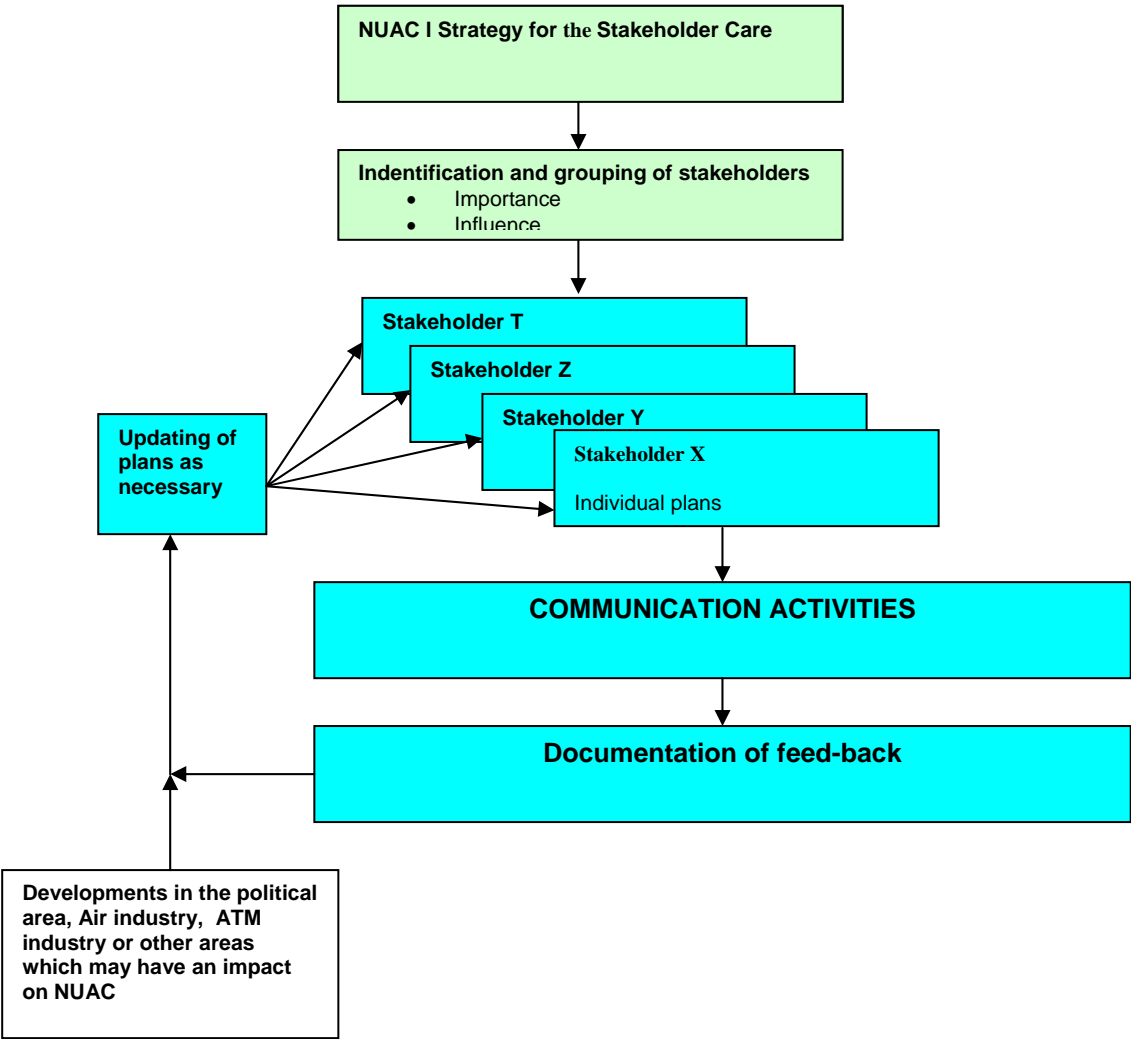 NUAC I Strategy for the Stakeholder Care
Indentification and grouping of stakeholders
• Importance
• Influence
Stakeholder T
Stakeholder Z
Stakeholder Y
Stakeholder X
Individual plans
Updating of
plans as
necessary
COMMUNICATION ACTIVITIES
Documentation of feed-back
Developments in the political
area, Air industry, ATM
industry or other areas
which may have an impact
on NUAC